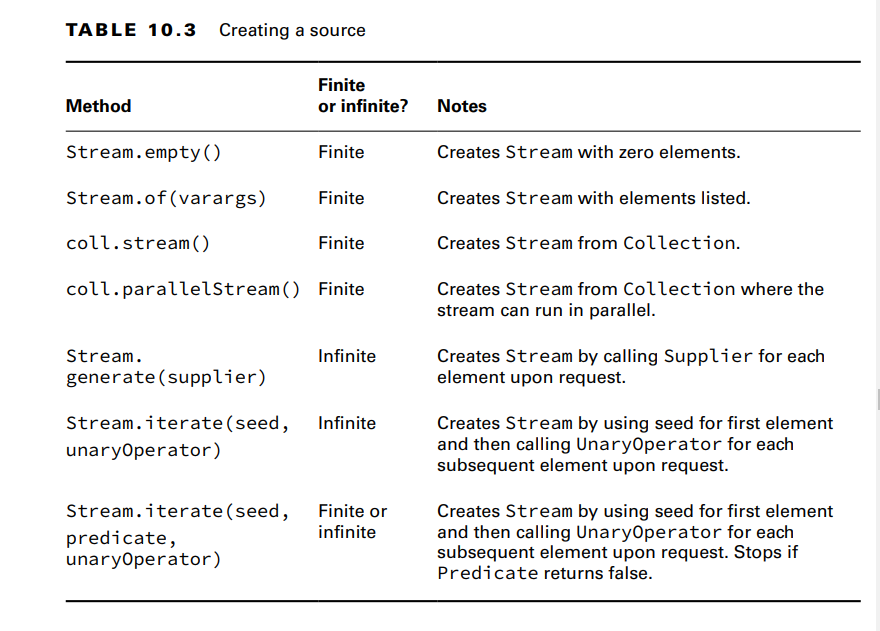 TABLE 10.3 Creating a source
Finite
Method or infinite? Notes
Stream.empty() Finite Creates Stream with zero elements.
Stream.of(varargs) Finite Creates Stream with elements listed.
coll.stream() Finite Creates Stream from Collection.
coll.parallelStream() Finite Creates Stream from Collection where the
stream can run in parallel.
Stream. Infinite Creates Stream by calling Supplier for each
generate(supplier) element upon request.
Stream.iterate(seed, Infinite Creates Stream by using seed for first element
unaryOperator) and then calling UnaryOperator for each
subsequent element upon request.
Stream.iterate(seed, Finite or Creates Stream by using seed for first element
predicate, infinite and then calling UnaryOperator for each
unaryOperator) subsequent element upon request. Stops if
Predicate returns false.